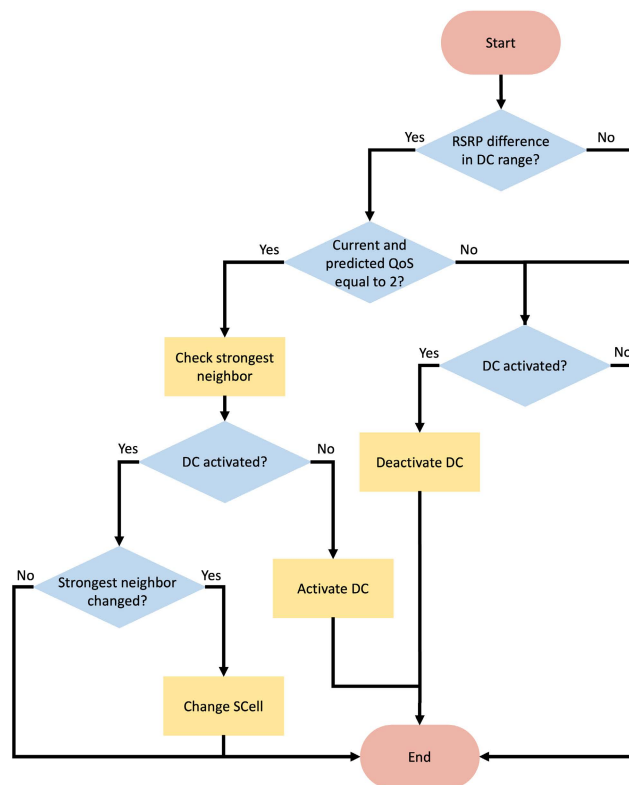 Start
Yes
RSRP difference
in DC range?
No
Yes
Current and
predicted QoS
equal to 2?
No
Check strongest
neighbor
Yes
DC activated?
No
Yes
DC activated?
No
Deactivate DC
No
Strongest neighbor
changed?
Yes
Activate DC
Change SCell
End